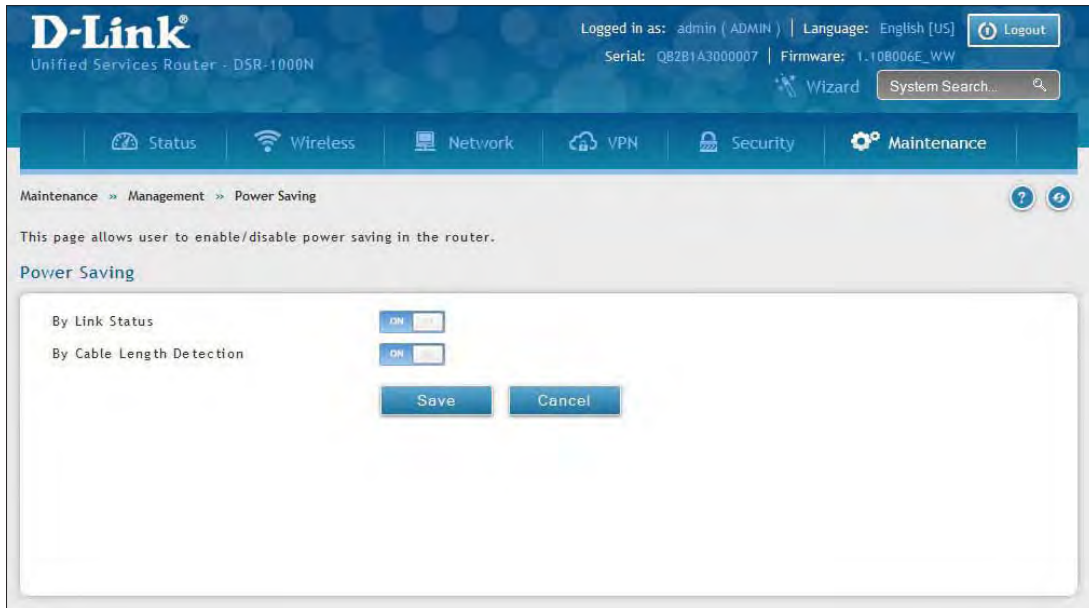 D-Link®
Unified Services Router - DSR-1000N
Logged in as: admin ( ADMIN ) | Language: English [US]
Logout
Serial: QB2B1A3000007 | Firmware: 1.10B006E_WW
Wizard
System Search...
Status
Wireless
Network
VPN
Security
Maintenance
Maintenance » Management » Power Saving
?
This page allows user to enable/disable power saving in the router.
Power Saving
By Link Status
ON
By Cable Length Detection
ON
Save
Cancel